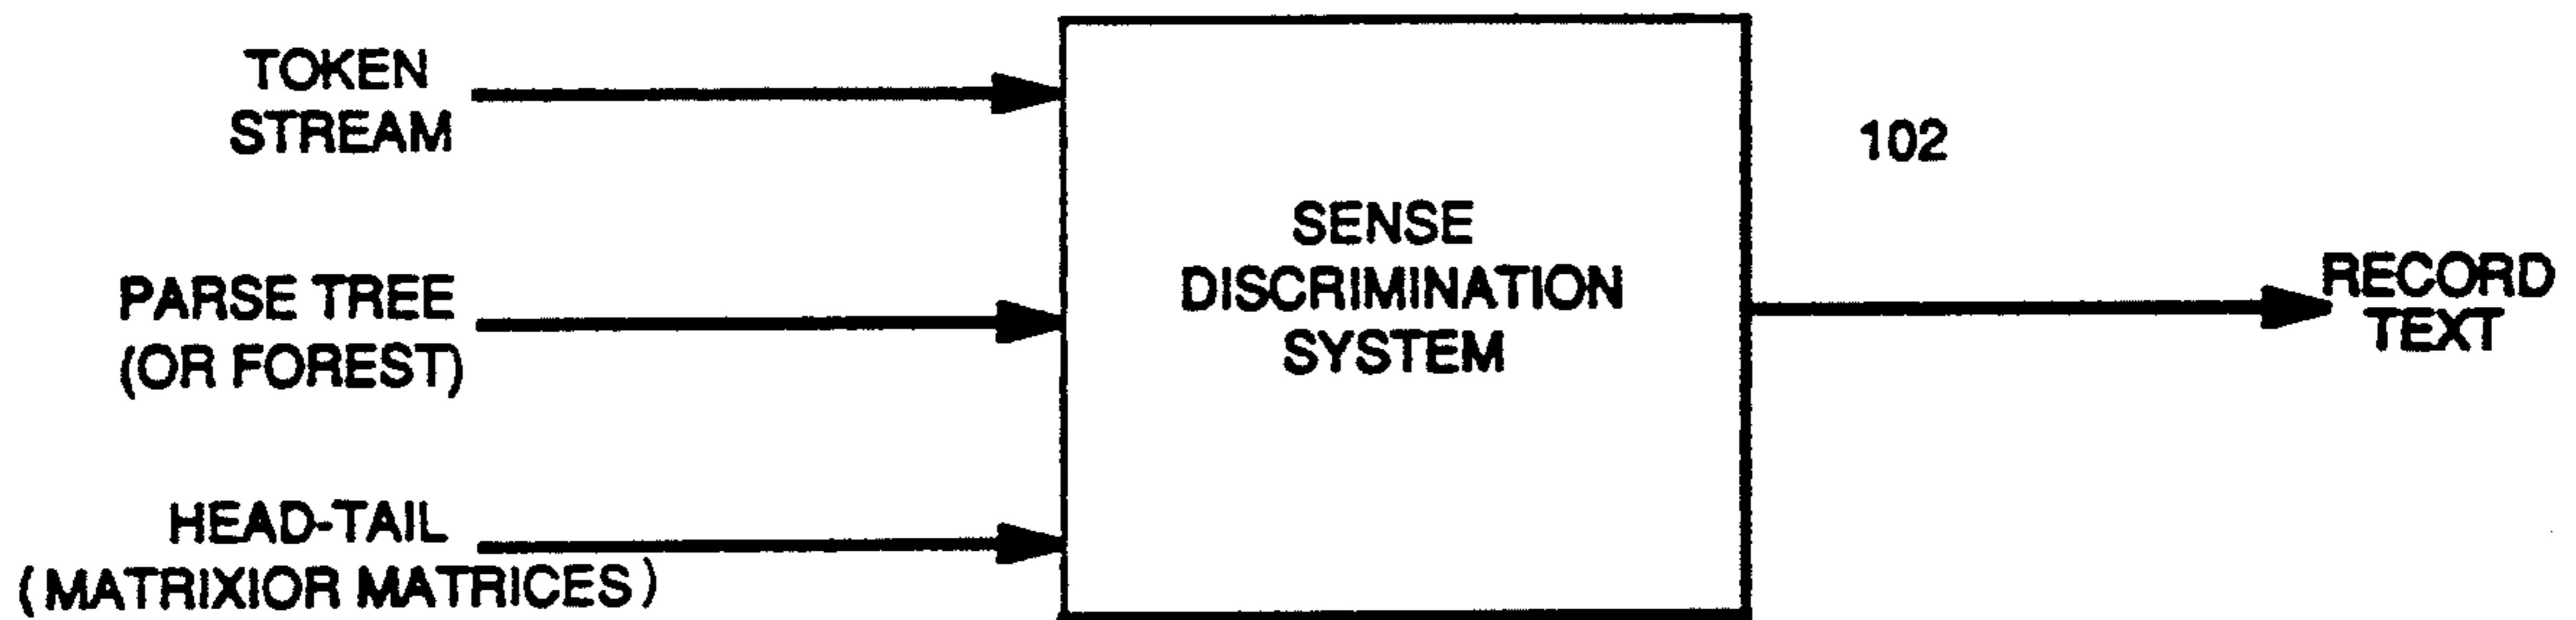 TOKEN
STREAM
PARSE TREE
(OR FOREST)
HEAD-TAIL
(MATRIXIOR MATRICES)
SENSE
DISCRIMINATION
SYSTEM
102
RECORD
TEXT